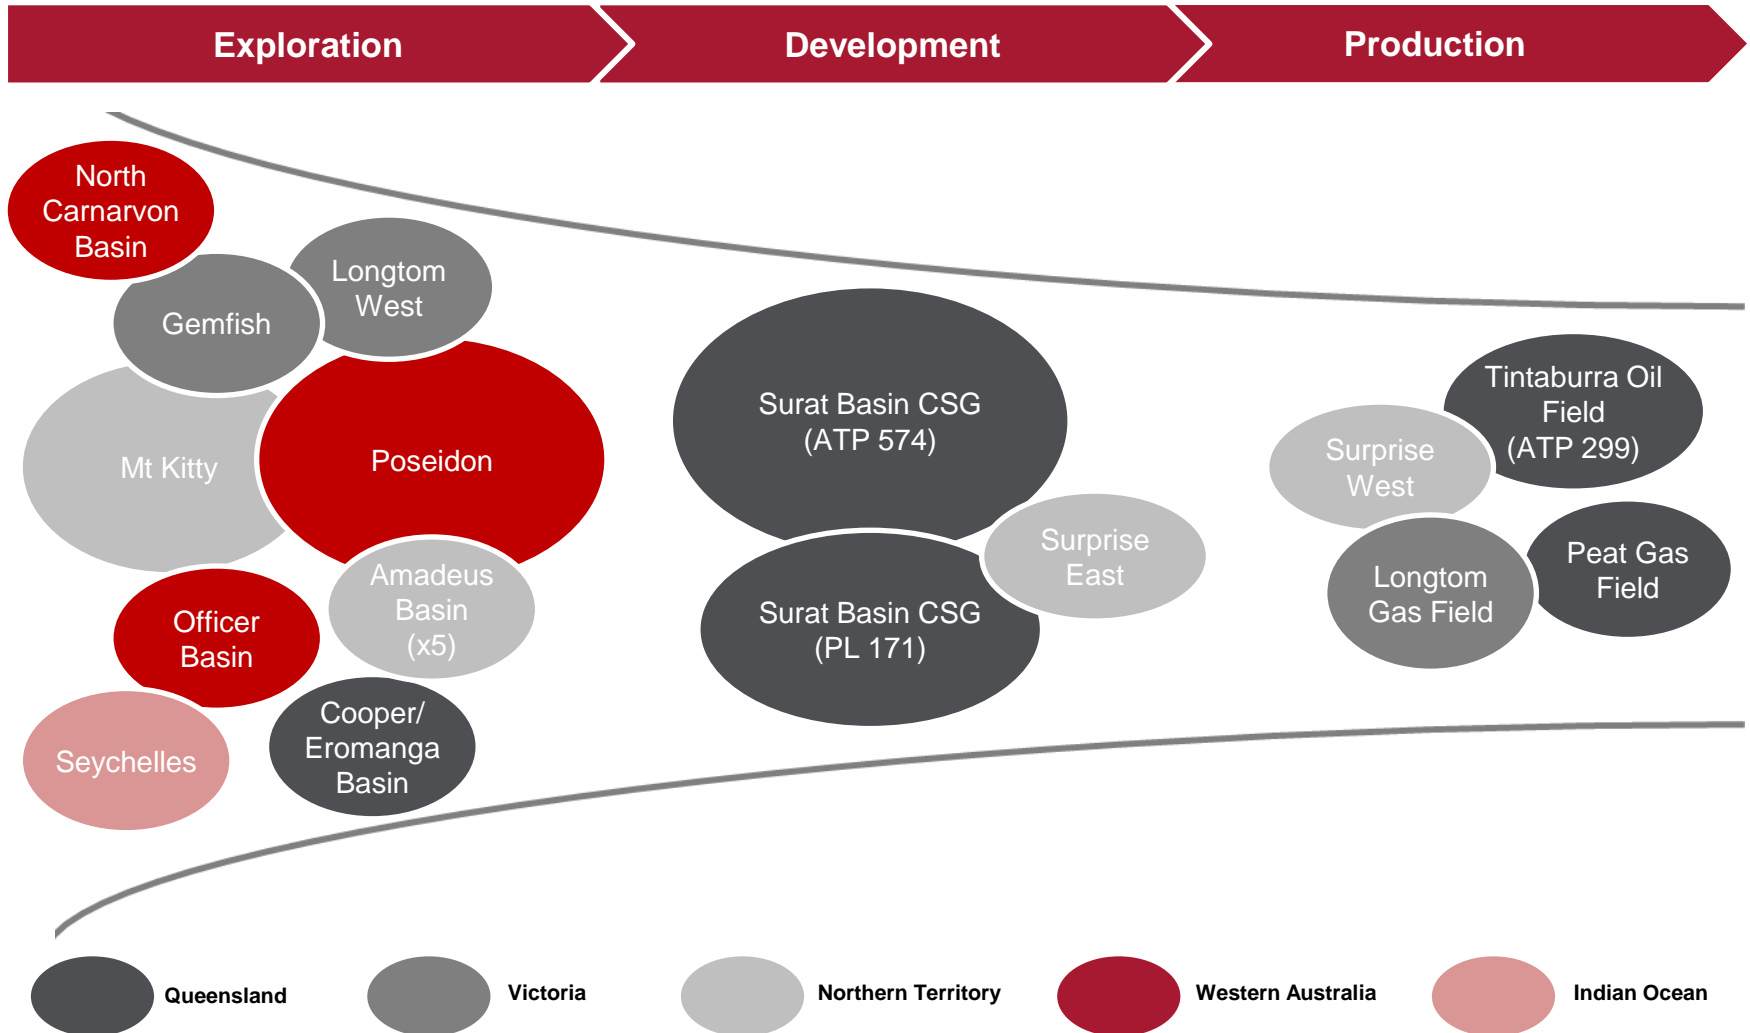 Exploration
Development
Production
North
Carnarvon
Basin
Longtom
West
Gemfish
Mt Kitty
Poseidon
Amadeus
Basin
(x5)
Officer
Basin
Cooper/
Eromanga
Basin
Seychelles
Surat Basin CSG
(ATP 574)
Surprise
East
Surat Basin CSG
(PL 171)
Tintaburra Oil
Field
(ATP 299)
Surprise
West
Longtom
Gas Field
Peat Gas
Field
Queensland
Victoria
Northern Territory
Western Australia
Indian Ocean